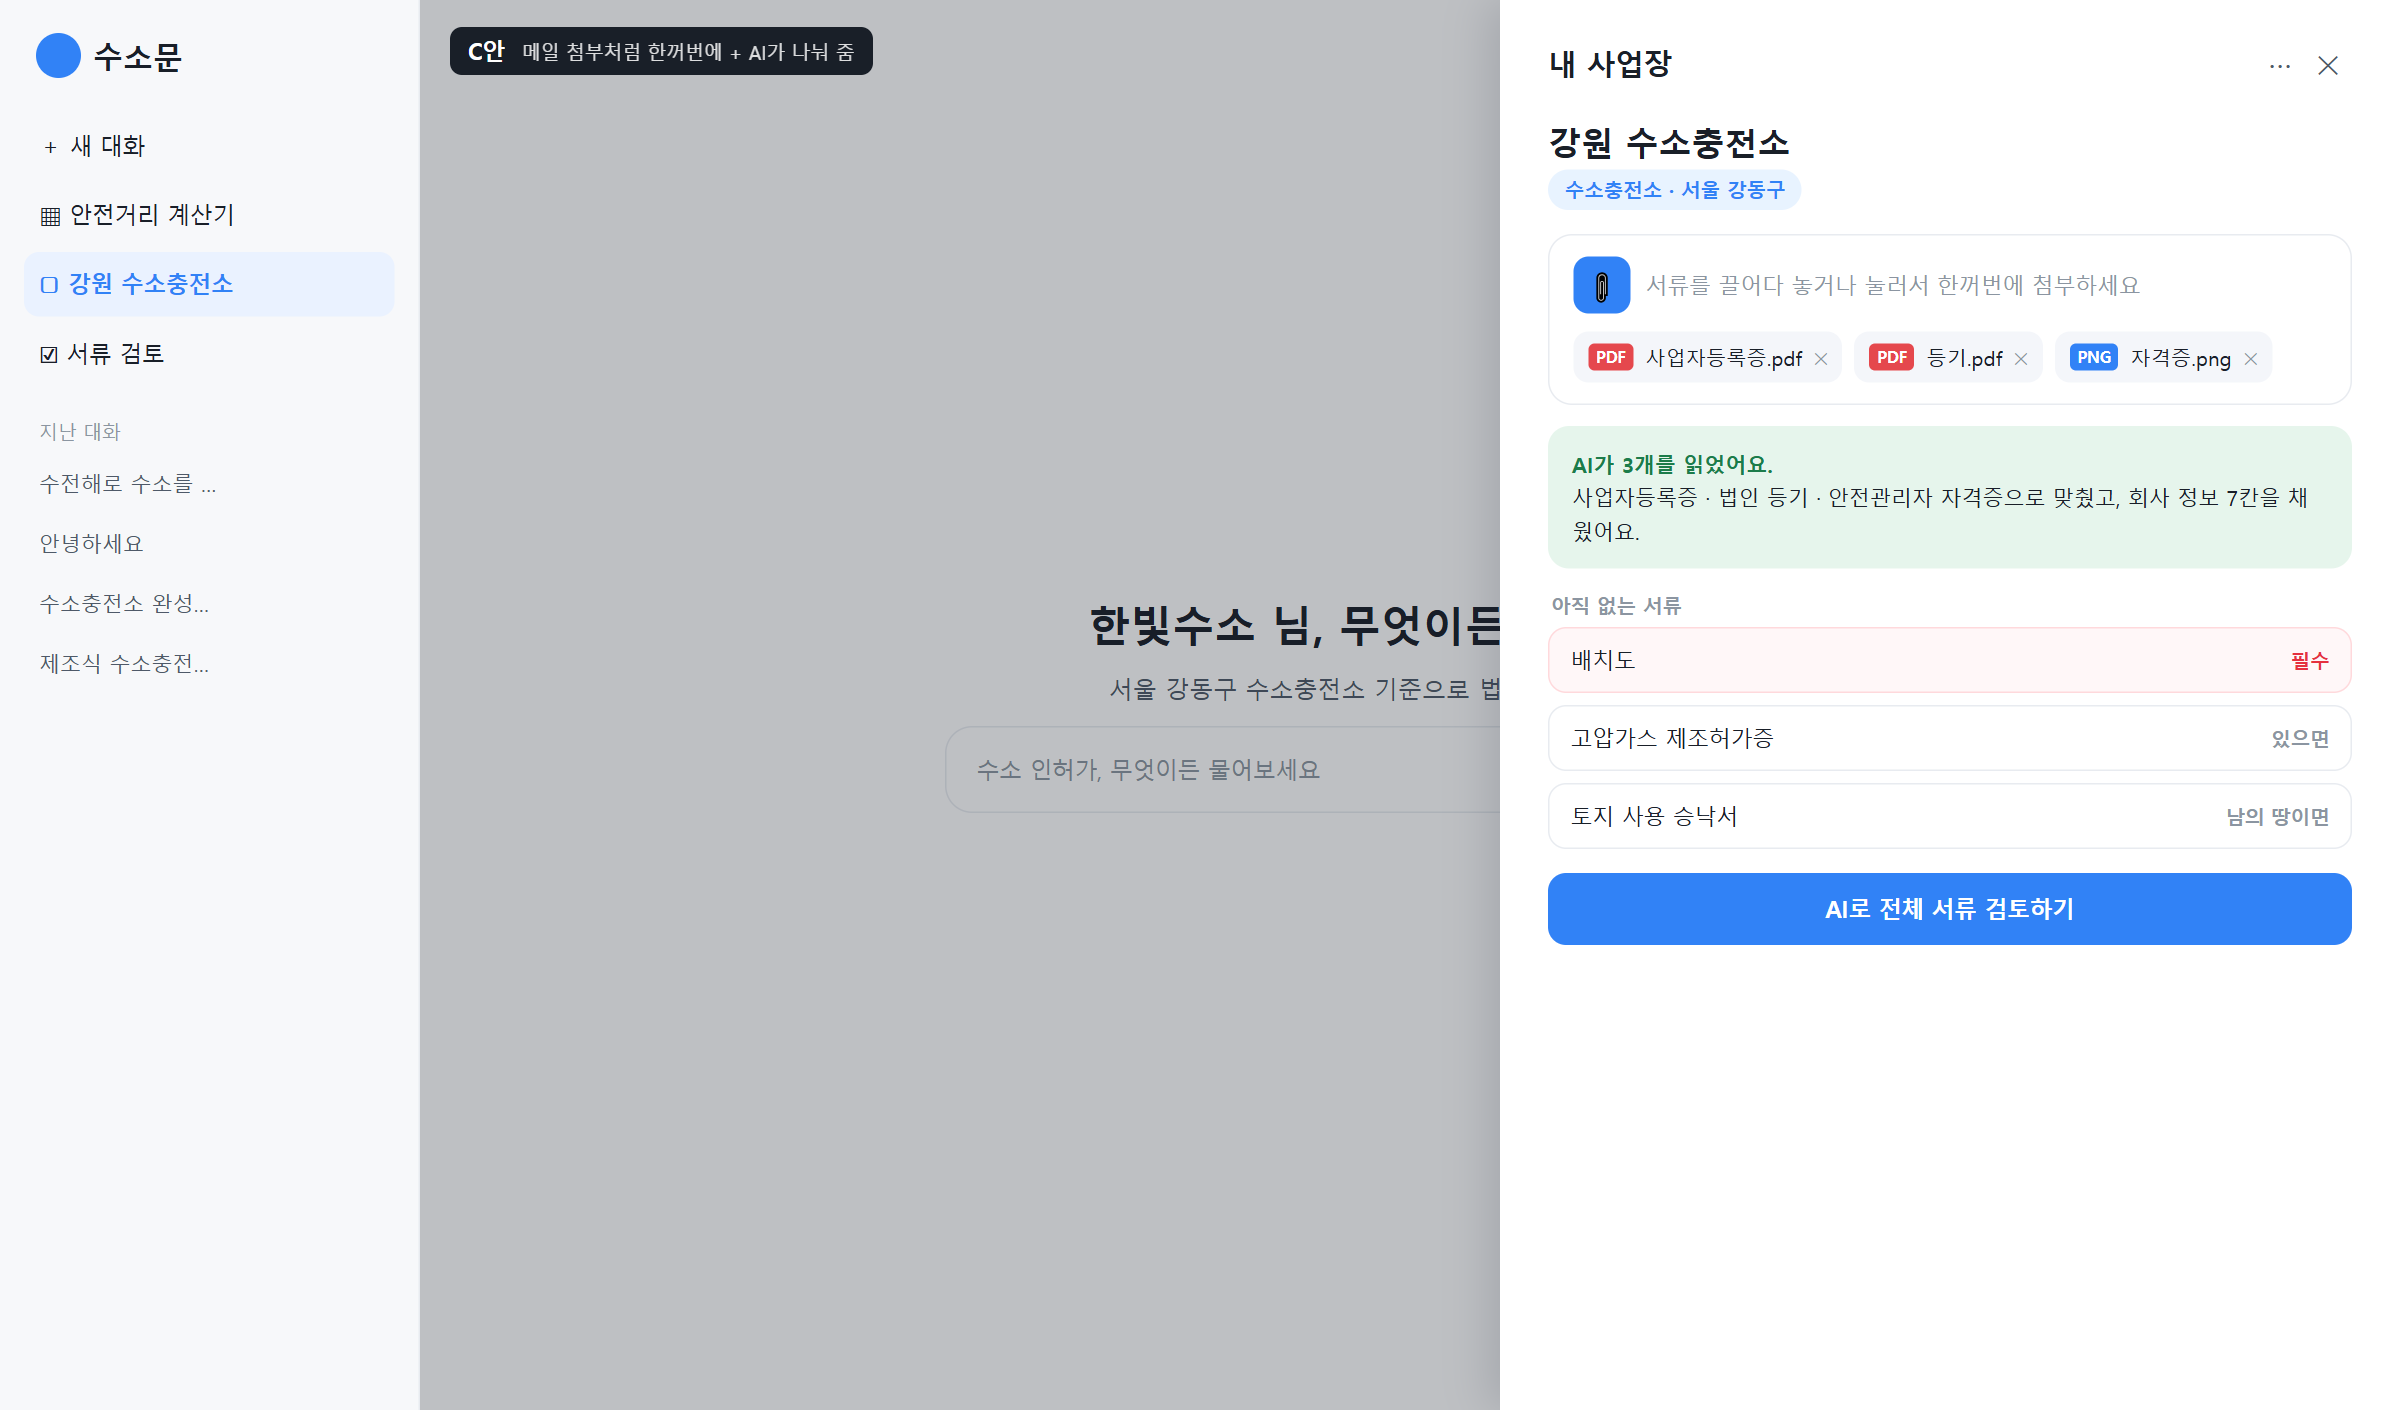 수소문
+ 새 대화
안전거리 계산기
강원 수소충전소
서류 검토
지난 대화
수전해로 수소를 ...
안녕하세요
수소충전소 완성...
제조식 수소충전...
C안 메일 첨부처럼 한꺼번에 + AI가 나눠 줌
한빛수소 님, 무엇이든
서울 강동구 수소충전소 기준으로 법
수소 인허가, 무엇이든 물어보세요
내 사업장
강원 수소충전소
수소충전소 · 서울 강동구
서류를 끌어다 놓거나 눌러서 한꺼번에 첨부하세요
PDF 사업자등록증.pdf × PDF 등기.pdf × PNG 자격증.png ×
AI가 3개를 읽었어요.
사업자등록증 · 법인 등기 · 안전관리자 자격증으로 맞췄고, 회사 정보 7칸을 채
웠어요.
아직 없는 서류
배치도 필수
고압가스 제조허가증 있으면
토지 사용 승낙서 남의 땅이면
AI로 전체 서류 검토하기